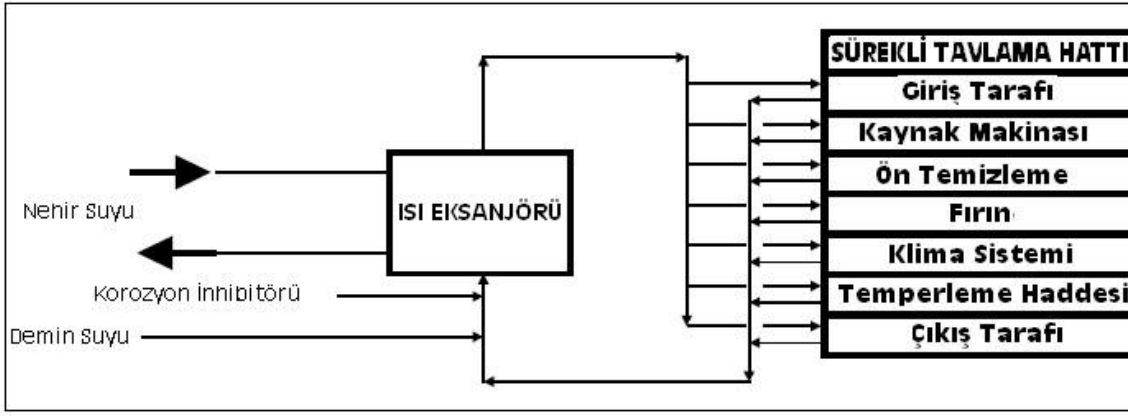 SÜREKLİ TAVLAMA HATTI
Giriş Tarafı
Kaynak Makinası
Ön Temizleme
Fırın
Klima Sistemi
Temperleme Haddesi
Çıkış Tarafı
Nehir Suyu
ISI EKSANJÖRÜ
Korozyon İnhibitörü
Demin Suyu